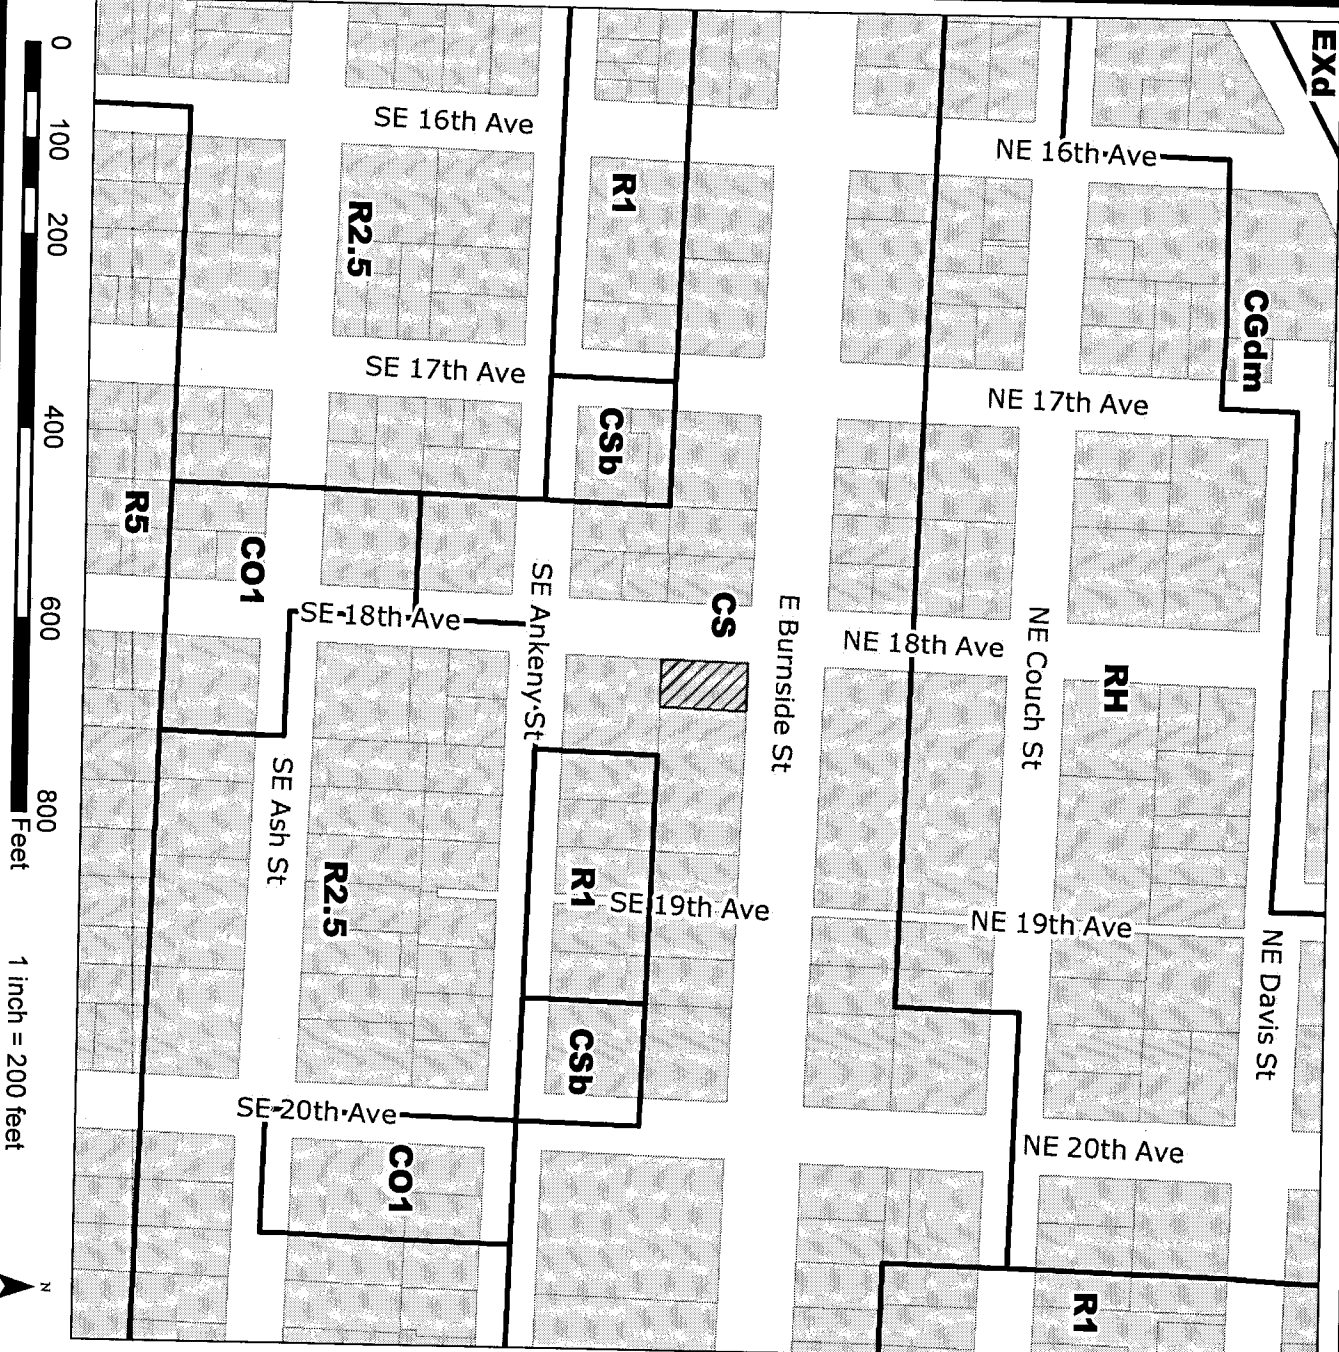 EXd
NE 16th Ave
SE 16th Ave
R1
R2.5
CGdm
SE 17th Ave
NE 17th Ave
CSb
R5
CO1
SE Ankeny St
SE 18th Ave
CS
E Burnside St
NE 18th Ave
NE Couch St
RH
SE Ash St
R2.5
R1
SE 19th Ave
NE 19th Ave
NE Davis St
CSb
SE 20th Ave
CO1
NE 20th Ave
R1
0 100 200 400 600 800
Feet
1 inch = 200 feet
N